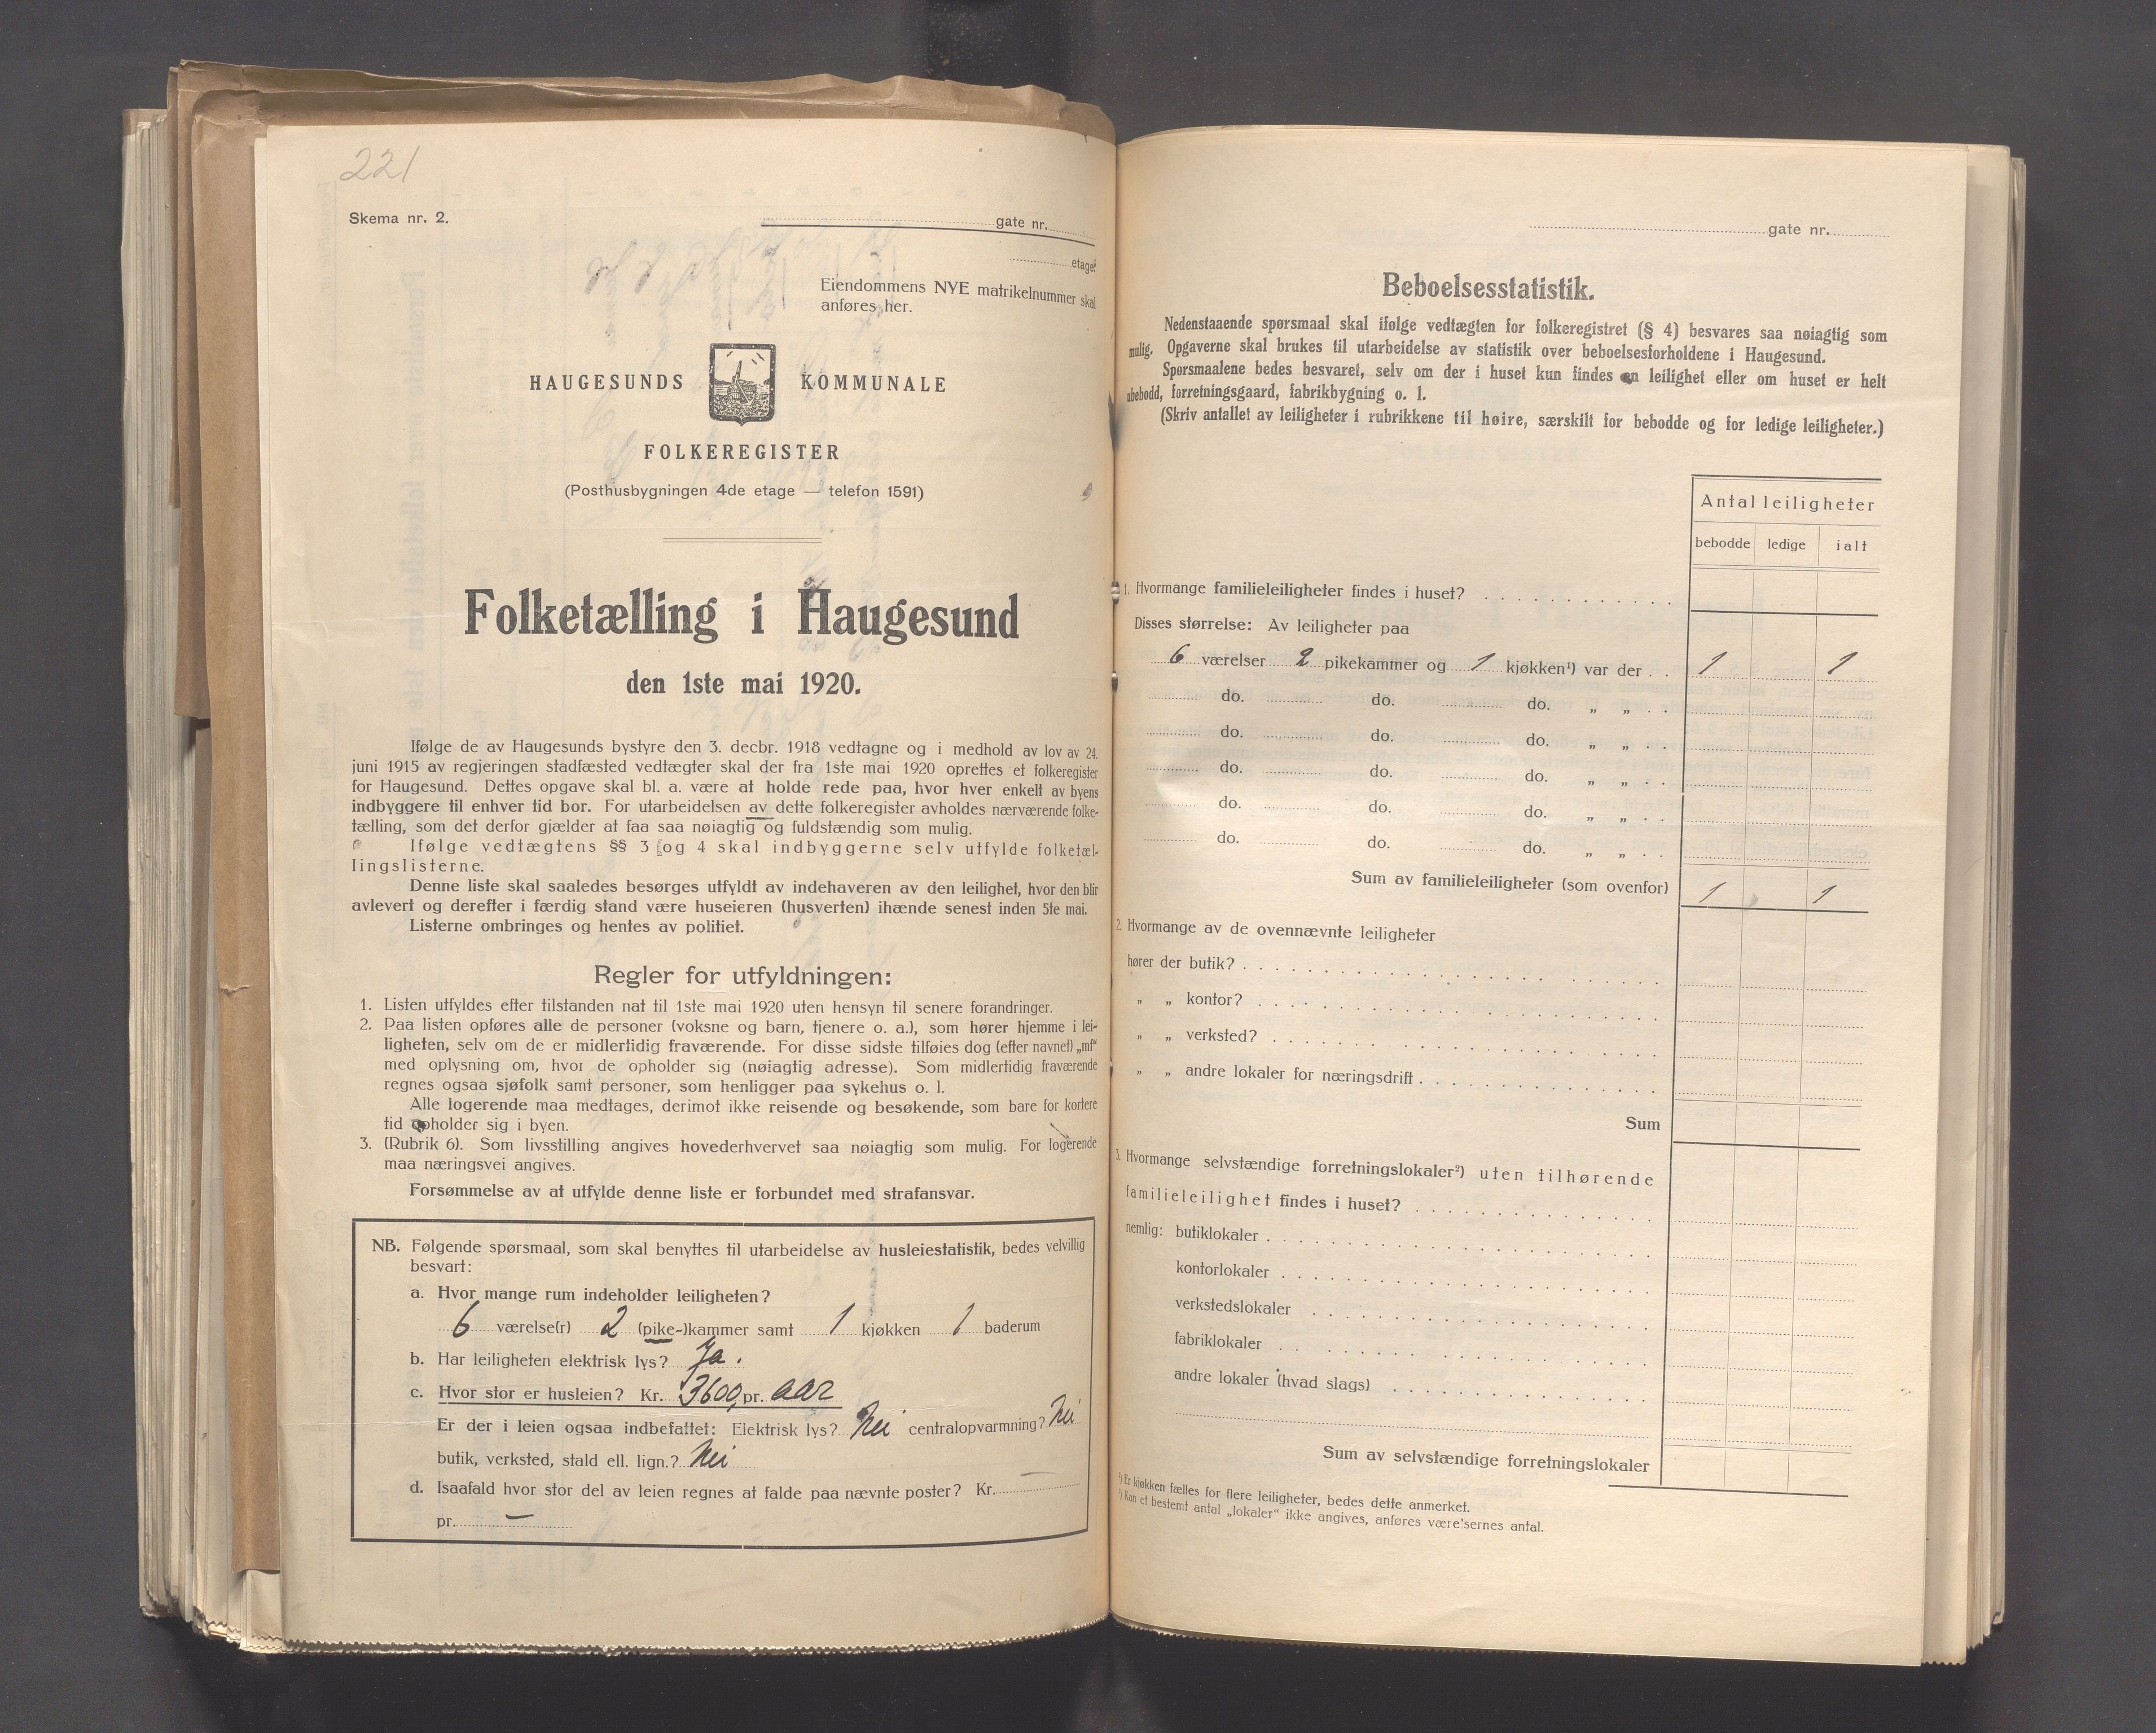 221
Skema nr. 2.
gate nr.
etage
Eiendommens NYE matrikelnummer skal
anføres her.
HAUGESUNDS KOMMUNALE
FOLKEREGISTER
(Posthusbygningen 4de etage — telefon 1591)
Folketælling i Haugesund
den 1ste mai 1920.
Ifølge de av Haugesunds bystyre den 3. decbr. 1918 vedtagne og i medhold av lov av 24.
juni 1915 av regjeringen stadfæsted vedtægter skal der fra 1ste mai 1920 oprettes et folkeregister
for Haugesund. Dettes opgave skal bl. a. være at holde rede paa, hvor hver enkelt av byens
indbyggere til enhver tid bor. For utarbeidelsen av dette folkeregister avholdes nærværende folke-
tælling, som det derfor gjælder at faa saa nøiagtig og fuldstændig som mulig.
Ifølge vedtægtens §§ 3 og 4 skal indbyggerne selv utfylde folketæl-
lingslisterne.
Denne liste skal saaledes besørges utfyldt av indehaveren av den leilighet, hvor den blir
avlevert og derefter i færdig stand være huseieren (husverten) ihænde senest inden 5te mai.
Listerne ombringes og hentes av politiet.
Regler for utfyldningen:
1. Listen utfyldes efter tilstanden nat til 1ste mai 1920 uten hensyn til senere forandringer.
2. Paa listen opføres alle de personer (voksne og barn, tjenere o. a.), som hører hjemme i lei-
ligheten, selv om de er midlertidig fraværende. For disse sidste tilføies dog (efter navnet) „mf“
med oplysning om, hvor de opholder sig (nøiagtig adresse). Som midlertidig fraværende
regnes ogsaa sjøfolk samt personer, som henligger paa sykehus o. l.
Alle logerende maa medtages, derimot ikke reisende og besøkende, som bare for kortere
tid opholder sig i byen.
3. (Rubrik 6). Som livsstilling angives hovederhvervet saa nøiagtig som mulig. For logerende
maa næringsvei angives.
Forsømmelse av at utfylde denne liste er forbundet med strafansvar.
NB. Følgende spørsmaal, som skal benyttes til utarbeidelse av husleiestatistik, bedes velvillig
besvart:
a. Hvor mange rum indeholder leiligheten?
6 værelse(r) 2 (pike-)kammer samt 1 kjøkken 1 baderum
b. Har leiligheten elektrisk lys? Ja.
c. Hvor stor er husleien? Kr. 3600, pr. aar
Er der i leien ogsaa indbefattet: Elektrisk lys? Nei centralopvarmning? Nei
butik, verksted, stald ell. lign.? Nei
d. Isaafald hvor stor del av leien regnes at falde paa nævnte poster? Kr. —
pr. —
gate nr.
Beboelsesstatistik.
Nedenstaaende spørsmaal skal ifølge vedtægten for folkeregistret (§ 4) besvares saa nøiagtig som
mulig. Opgaverne skal brukes til utarbeidelse av statistik over beboelsesforholdene i Haugesund.
Spørsmaalene bedes besvaret, selv om der i huset kun findes en leilighet eller om huset er helt
ubebodd, forretningsgaard, fabrikbygning o. l.
(Skriv antallet av leiligheter i rubrikkene til høire, særskilt for bebodde og for ledige leiligheter.)
Antal leiligheter
bebodde ledige ialt
1. Hvormange familieleiligheter findes i huset?
Disses størrelse: Av leiligheter paa
6 værelser 2 pikekammer og 1 kjøkken¹) var der . . 1 1
do. do. do. „ „ . .
do. do. do. „ „ . .
do. do. do. „ „ . .
do. do. do. „ „ . .
do. do. do. „ „ . .
Sum av familieleiligheter (som ovenfor) 1 1
2. Hvormange av de ovennævnte leiligheter
hører der butik?
„ „ kontor?
„ „ verksted?
„ „ andre lokaler for næringsdrift
Sum
3. Hvormange selvstændige forretningslokaler²) uten tilhørende
familieleilighet findes i huset?
nemlig: butiklokaler
kontorlokaler
verkstedslokaler
fabriklokaler
andre lokaler (hvad slags)
Sum av selvstændige forretningslokaler
¹) Er kjøkken fælles for flere leiligheter, bedes dette anmerket.
²) Kan et bestemt antal „lokaler“ ikke angives, anføres være'sernes antal.